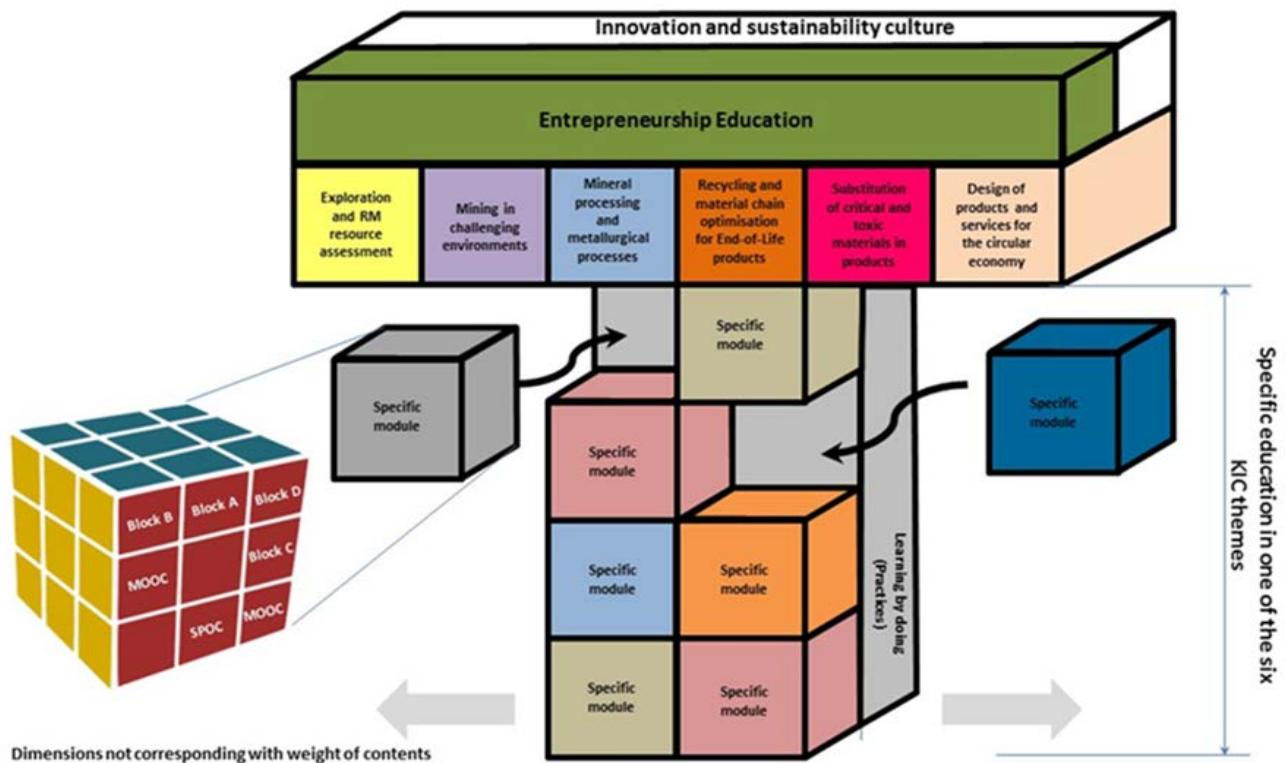 Innovation and sustainability culture
Entrepreneurship Education
Exploration
and RM
resource
assessment
Mining in
challenging
environments
Mineral
processing
and
metallurgical
processes
Recycling and
material chain
optimisation
for End-of-Life
products
Substitution
of critical and
toxic
materials in
products
Design of
products and
services for
the circular
economy
Specific
module
Specific
module
Specific
module
Specific
module
Specific
module
Specific
module
Specific
module
Specific
module
Learning by doing
(Practices)
Specific education in one of the six
KIC themes
Block B
Block A
Block D
MOOC
Block C
SPOC
MOOC
Dimensions not corresponding with weight of contents